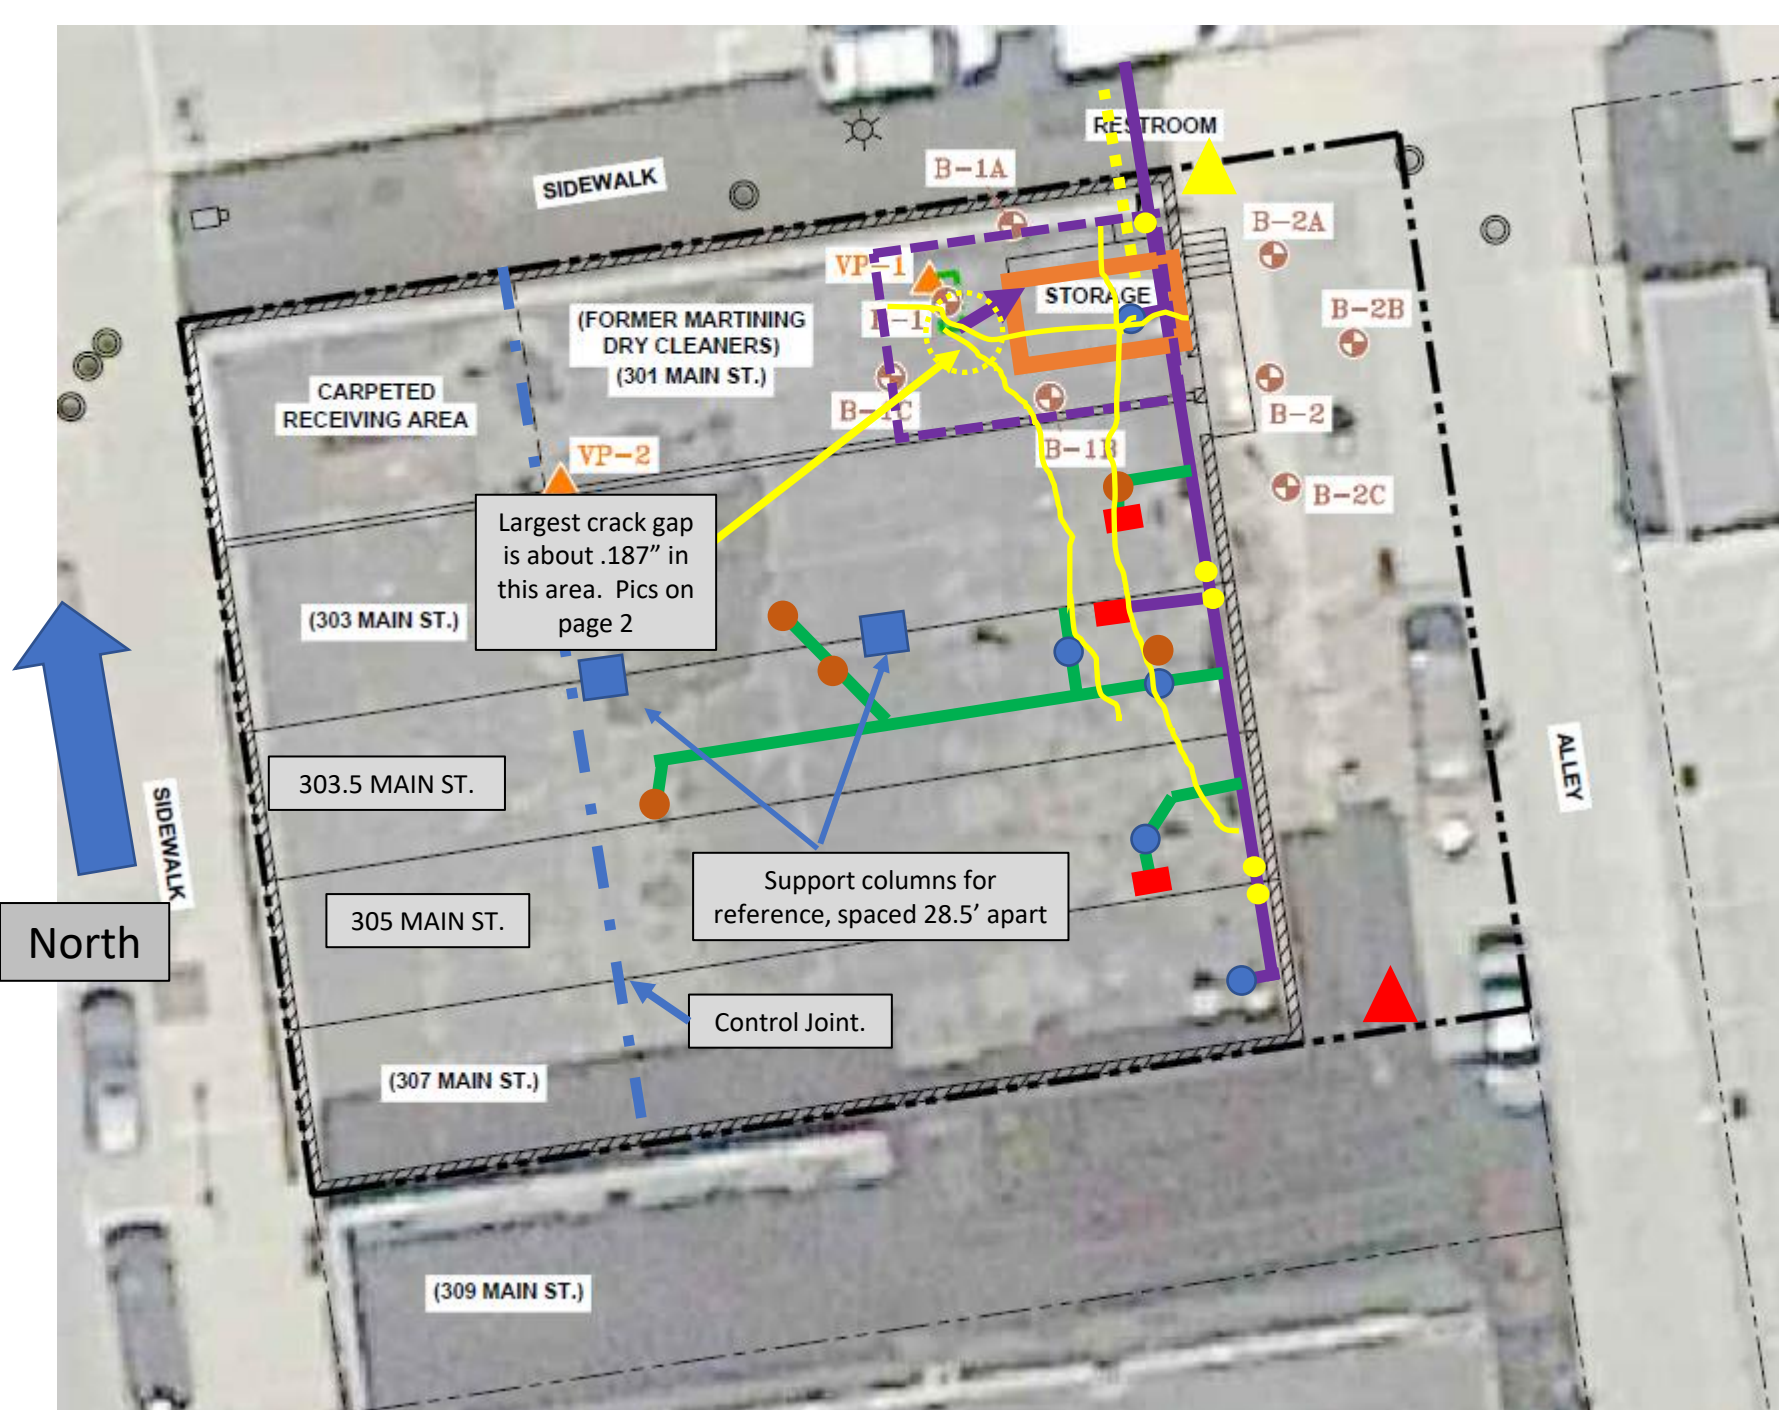 RESTROOM
SIDEWALK
B-1A
B-2A
VP-1
STORAGE
B-1
B-2B
(FORMER MARTINING
DRY CLEANERS)
(301 MAIN ST.)
CARPETED
RECEIVING AREA
B-1C
B-2
B-1B
VP-2
B-2C
Largest crack gap
is about .187” in
this area. Pics on
page 2
(303 MAIN ST.)
303.5 MAIN ST.
ALLEY
SIDEWALK
Support columns for
reference, spaced 28.5’ apart
305 MAIN ST.
North
Control Joint.
(307 MAIN ST.)
(309 MAIN ST.)